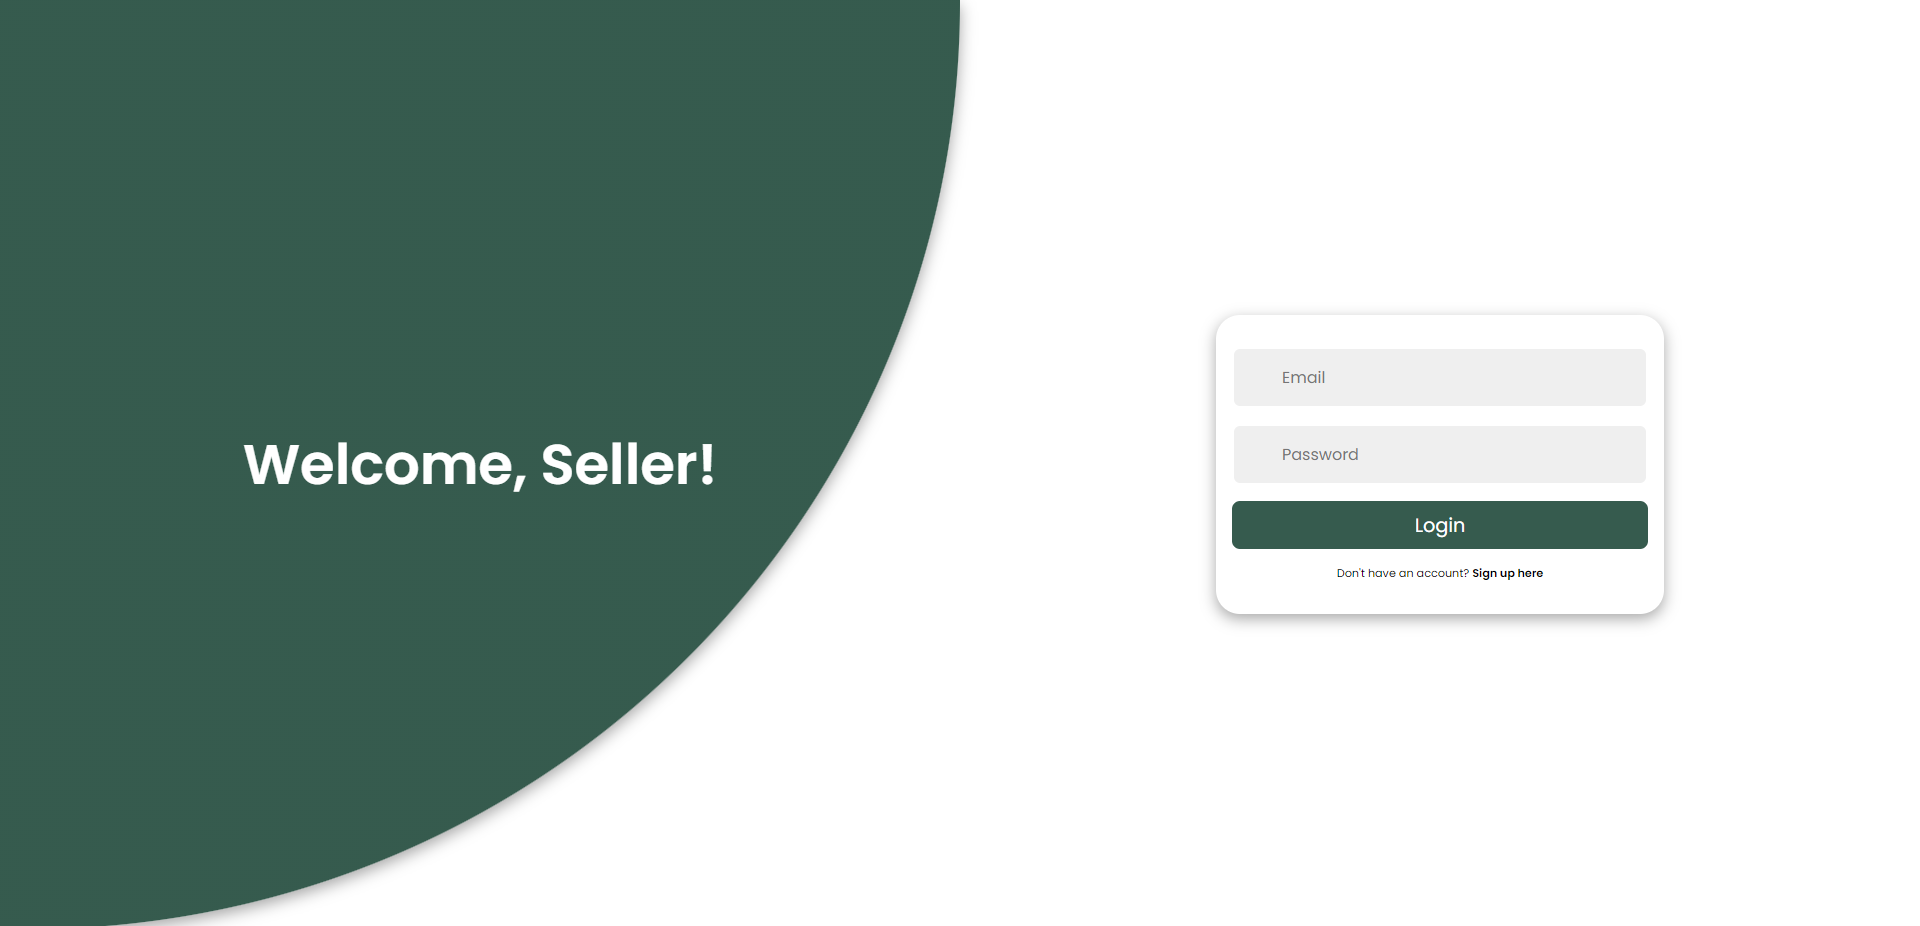 Welcome, Seller!
Email
Password
Login
Don't have an account? Sign up here